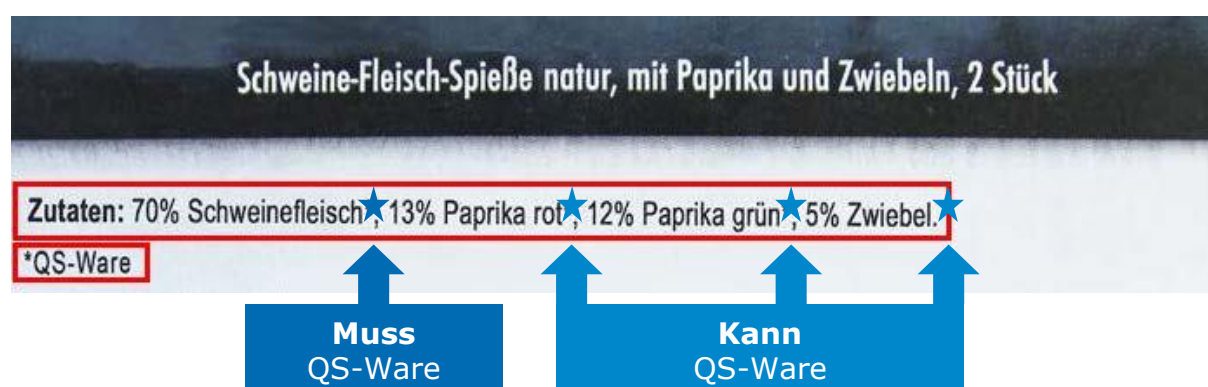 Schweine-Fleisch-Spieße natur, mit Paprika und Zwiebeln, 2 Stück
Zutaten: 70% Schweinefleisch*, 13% Paprika rot*, 12% Paprika grün*, 5% Zwiebel.*
*QS-Ware
Muss
QS-Ware
Kann
QS-Ware